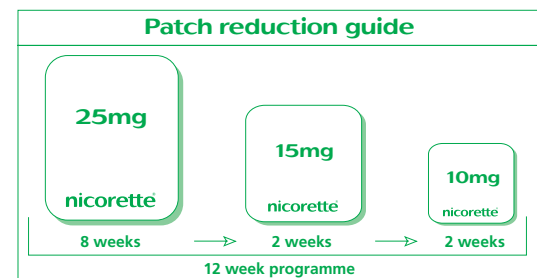 Patch reduction guide
25mg
nicorette®
15mg
nicorette®
10mg
nicorette®
8 weeks
2 weeks
2 weeks
12 week programme